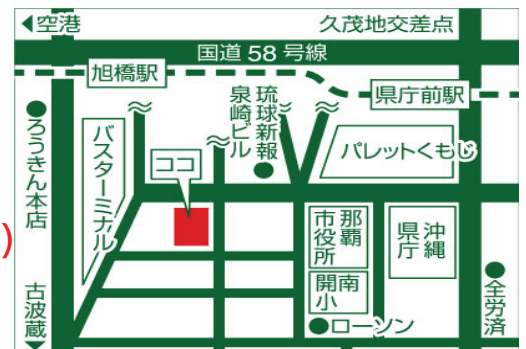 ◀空港
久茂地交差点
国道58号線
旭橋駅
県庁前駅
●ろうきん本店
バスターミナル
ココ
琉球新報
泉崎ビル●
パレットくもじ
那覇
市役所
沖縄
県庁
開南
小
●ローソン
●全労済
古波蔵▼
)